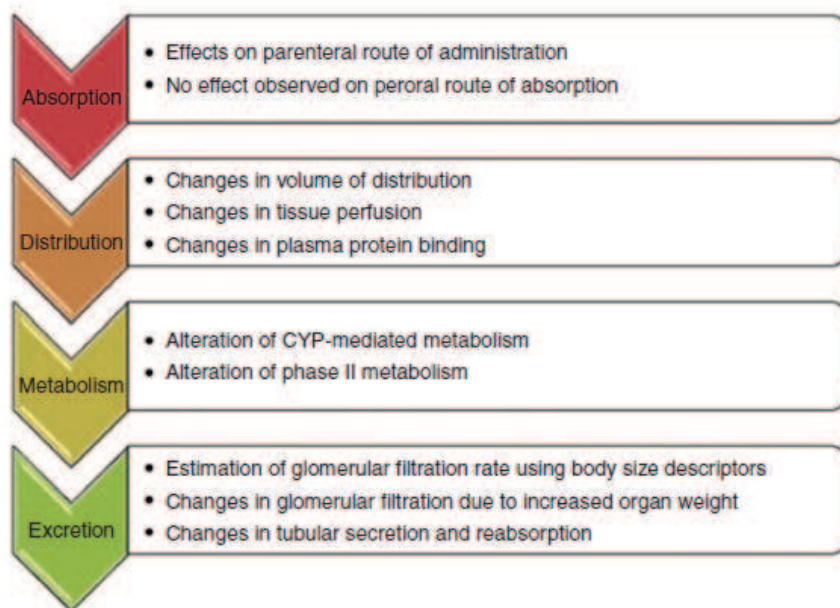 Absorption
• Effects on parenteral route of administration
• No effect observed on peroral route of absorption
Distribution
• Changes in volume of distribution
• Changes in tissue perfusion
• Changes in plasma protein binding
Metabolism
• Alteration of CYP-mediated metabolism
• Alteration of phase II metabolism
Excretion
• Estimation of glomerular filtration rate using body size descriptors
• Changes in glomerular filtration due to increased organ weight
• Changes in tubular secretion and reabsorption